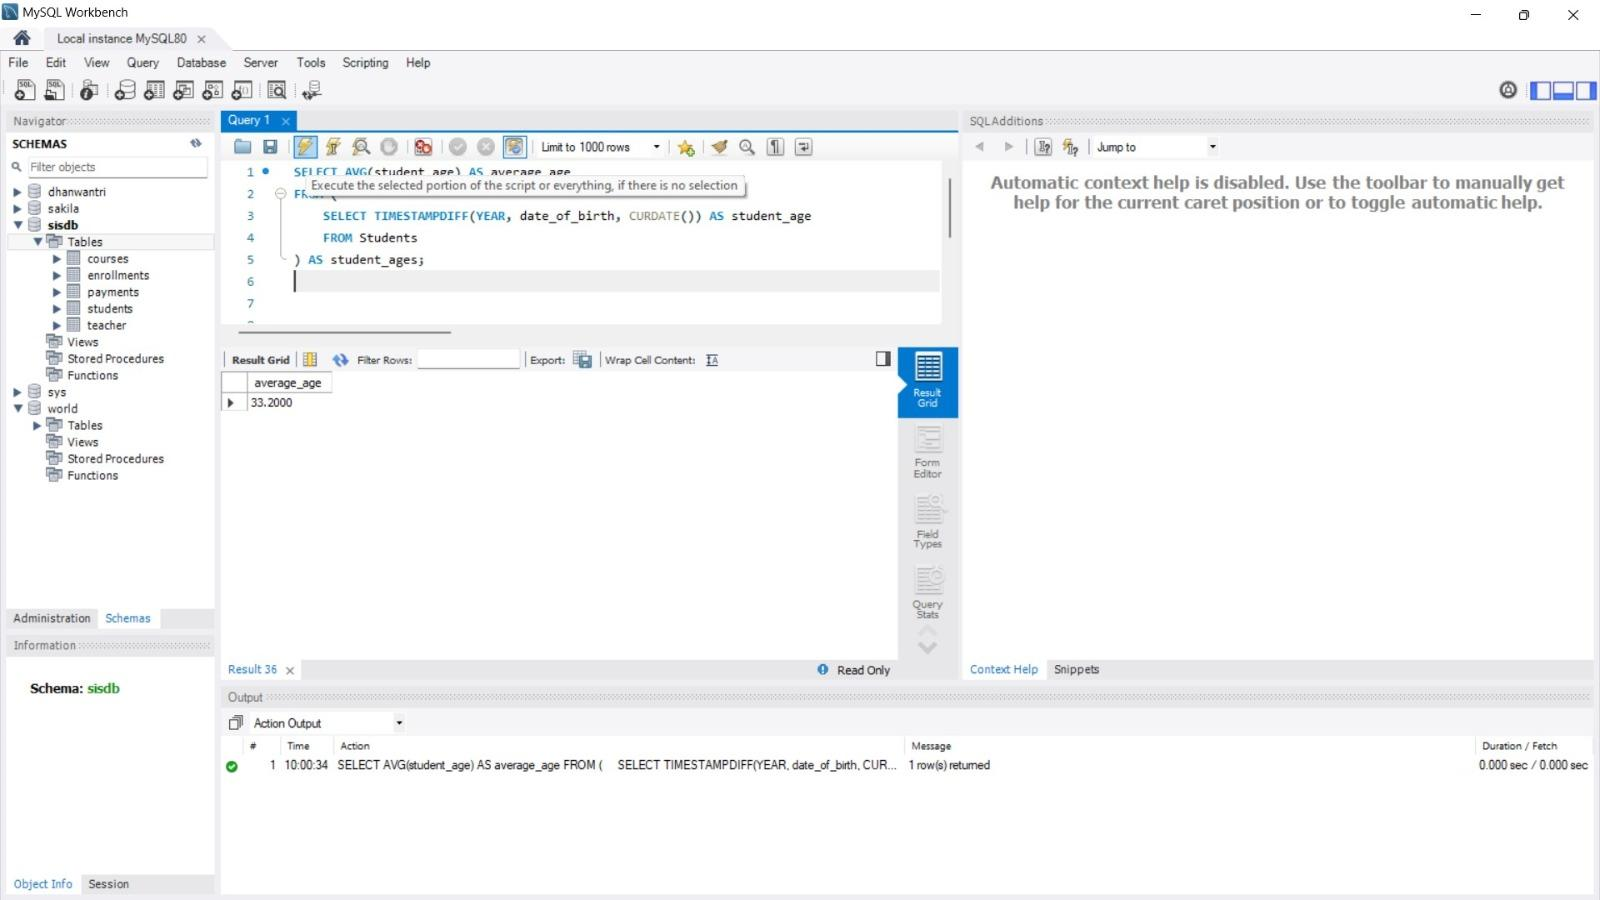 MySQL Workbench
Local instance MySQL80
File Edit View Query Database Server Tools Scripting Help
Navigator
SCHEMAS
Filter objects
dhanwantri
sakila
sisdb
Tables
courses
enrollments
payments
students
teacher
Views
Stored Procedures
Functions
sys
world
Tables
Views
Stored Procedures
Functions
Administration Schemas
Information
Schema: sisdb
Object Info Session
Query 1
Limit to 1000 rows
1 SELECT AVG(student_age) AS average_age
Execute the selected portion of the script or everything, if there is no selection
2
3 SELECT TIMESTAMPDIFF(YEAR, date_of_birth, CURDATE()) AS student_age
4 FROM Students
5 ) AS student_ages;
6
7
Result Grid Filter Rows: Export: Wrap Cell Content:
average_age
33.2000
Result Grid
Form Editor
Field Types
Query Stats
Result 36
Read Only
SQLAdditions
Jump to
Automatic context help is disabled. Use the toolbar to manually get
help for the current caret position or to toggle automatic help.
Context Help Snippets
Output
Action Output
# Time Action Message Duration / Fetch
1 10:00:34 SELECT AVG(student_age) AS average_age FROM ( SELECT TIMESTAMPDIFF(YEAR, date_of_birth, CUR... 1 row(s) returned 0.000 sec / 0.000 sec